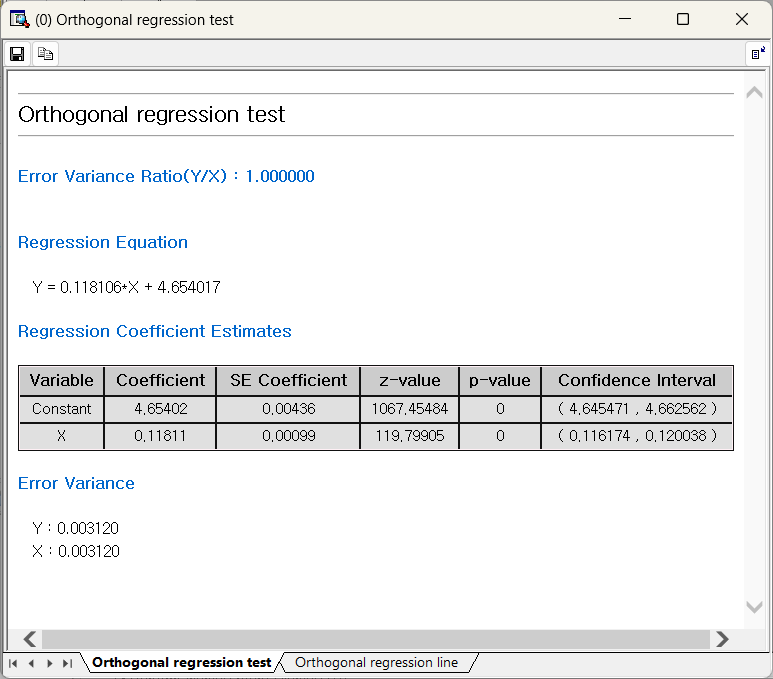 (0) Orthogonal regression test
Orthogonal regression test
Error Variance Ratio(Y/X) : 1.000000
Regression Equation
Y = 0.118106*X + 4.654017
Regression Coefficient Estimates
Variable Coefficient SE Coefficient z-value p-value Confidence Interval
Constant 4.65402 0.00436 1067.45484 0 ( 4.645471 , 4.662562 )
X 0.11811 0.00099 119.79905 0 ( 0.116174 , 0.120038 )
Error Variance
Y : 0.003120
X : 0.003120
Orthogonal regression test Orthogonal regression line